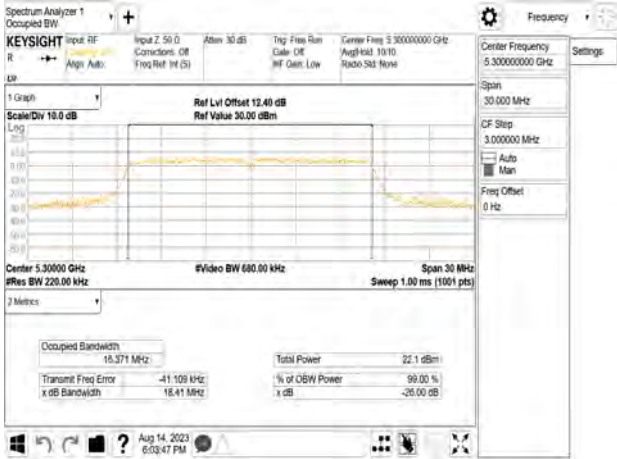 Spectrum Analyzer 1
Occupied BW
KEYSIGHT
R
Input: RF
Align: Auto
Input Z: 50 Ω
Corrections: Off
Freq Ref: Int (S)
Atten: 30 dB
Trig: Free Run
Gate: Off
#IF Gain: Low
Center Freq: 5.300000000 GHz
Avg|Hold: 10/10
Radio Std: None
1 Graph
Scale/Div 10.0 dB
Log
Ref Lvl Offset 12.40 dB
Ref Value 30.00 dBm
Center 5.30000 GHz
#Video BW 680.00 kHz
Span 30 MHz
#Res BW 220.00 kHz
Sweep 1.00 ms (1001 pts)
2 Metrics
Occupied Bandwidth
16.371 MHz
Total Power 22.1 dBm
Transmit Freq Error -41.109 kHz
% of OBW Power 99.00 %
x dB Bandwidth 18.41 MHz
x dB -26.00 dB
Aug 14, 2023
6:03:47 PM
Frequency
Center Frequency
5.300000000 GHz
Settings
Span
30.000 MHz
CF Step
3.000000 MHz
Auto
Man
Freq Offset
0 Hz